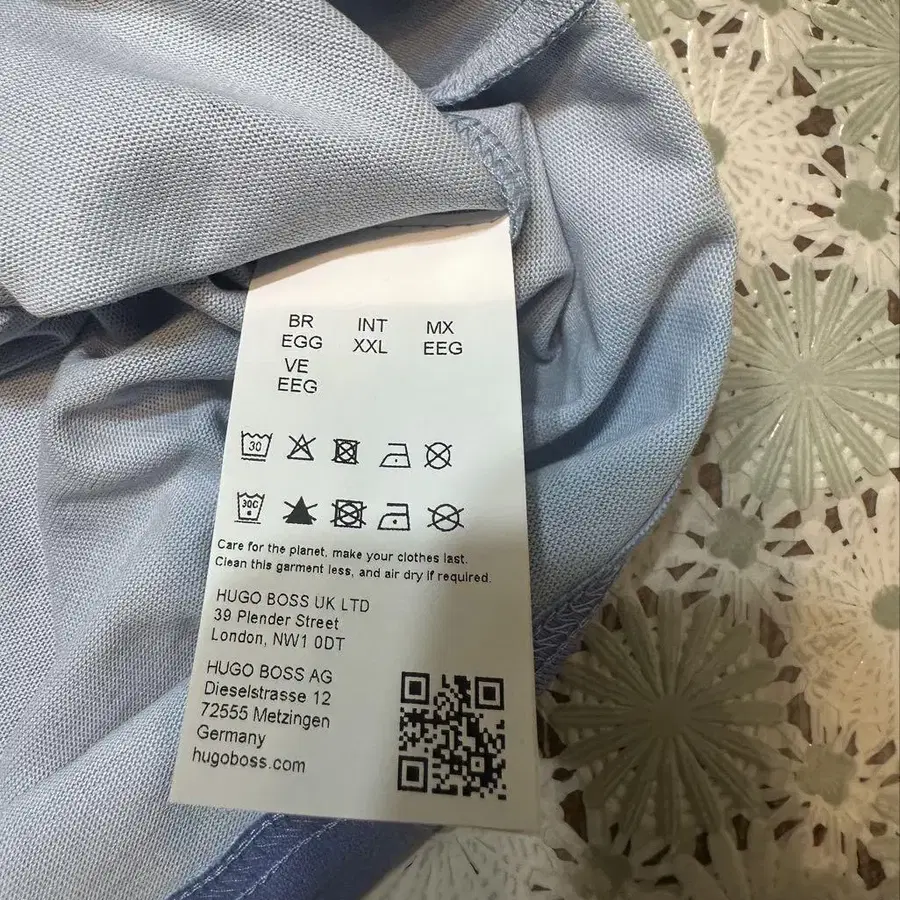 BR INT MX
EGG XXL EEG
VE
EEG
30
30C
Care for the planet, make your clothes last.
Clean this garment less, and air dry if required.
HUGO BOSS UK LTD
39 Plender Street
London, NW1 0DT
HUGO BOSS AG
Dieselstrasse 12
72555 Metzingen
Germany
hugoboss.com